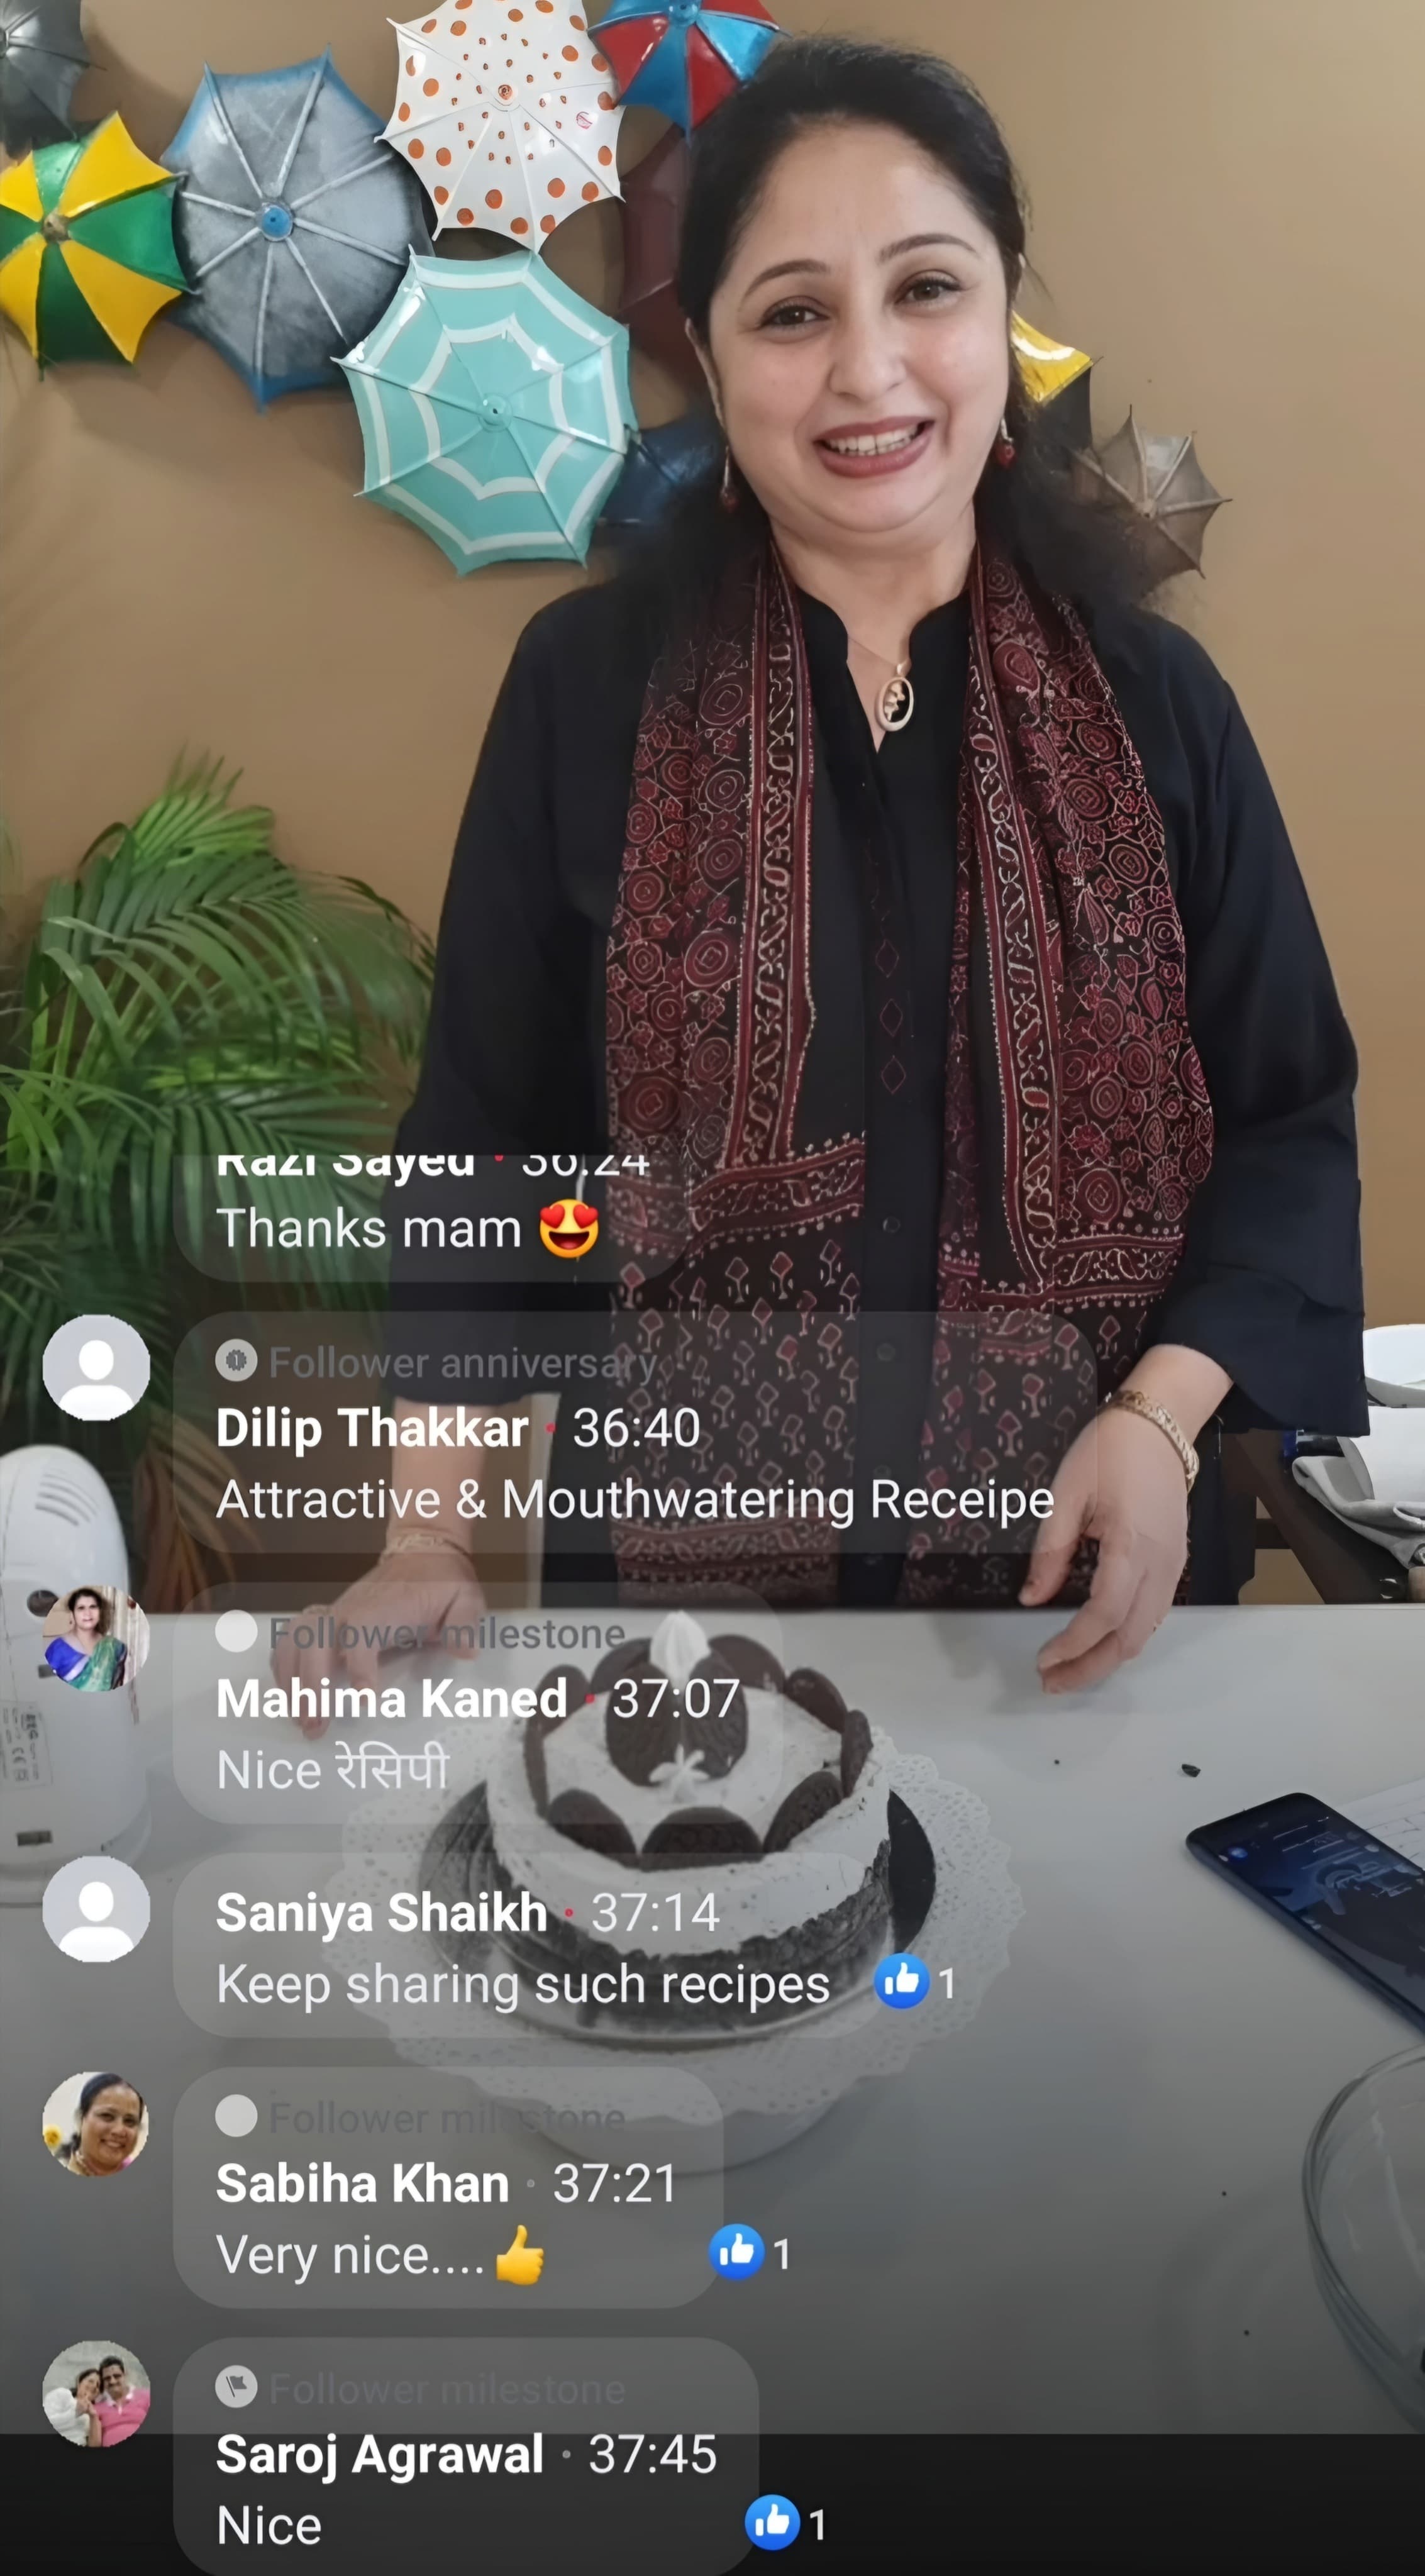 Razi Sayed • 36:24
Thanks mam 😍
Follower anniversary
Dilip Thakkar • 36:40
Attractive & Mouthwatering Receipe
Follower milestone
Mahima Kaned • 37:07
Nice रेसिपी
Saniya Shaikh • 37:14
Keep sharing such recipes 1
Follower milestone
Sabiha Khan • 37:21
Very nice....👍 1
Follower milestone
Saroj Agrawal • 37:45
Nice 1